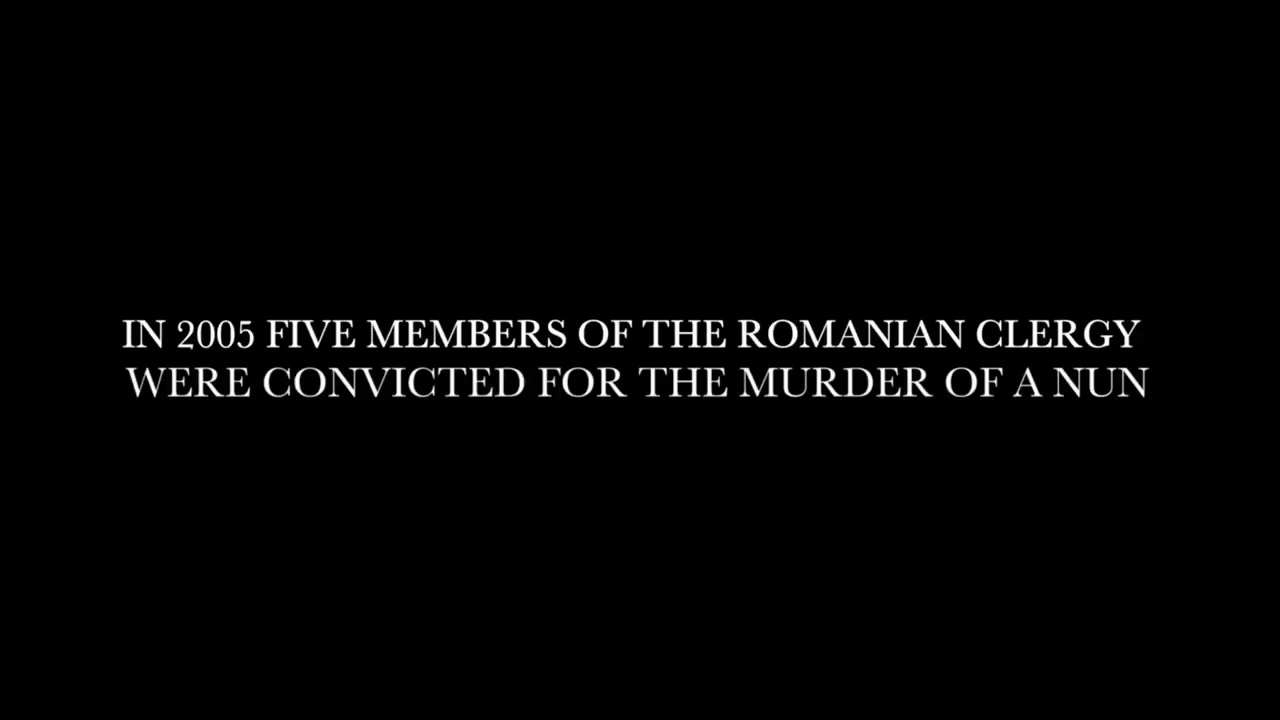 IN 2005 FIVE MEMBERS OF THE ROMANIAN CLERGY
WERE CONVICTED FOR THE MURDER OF A NUN